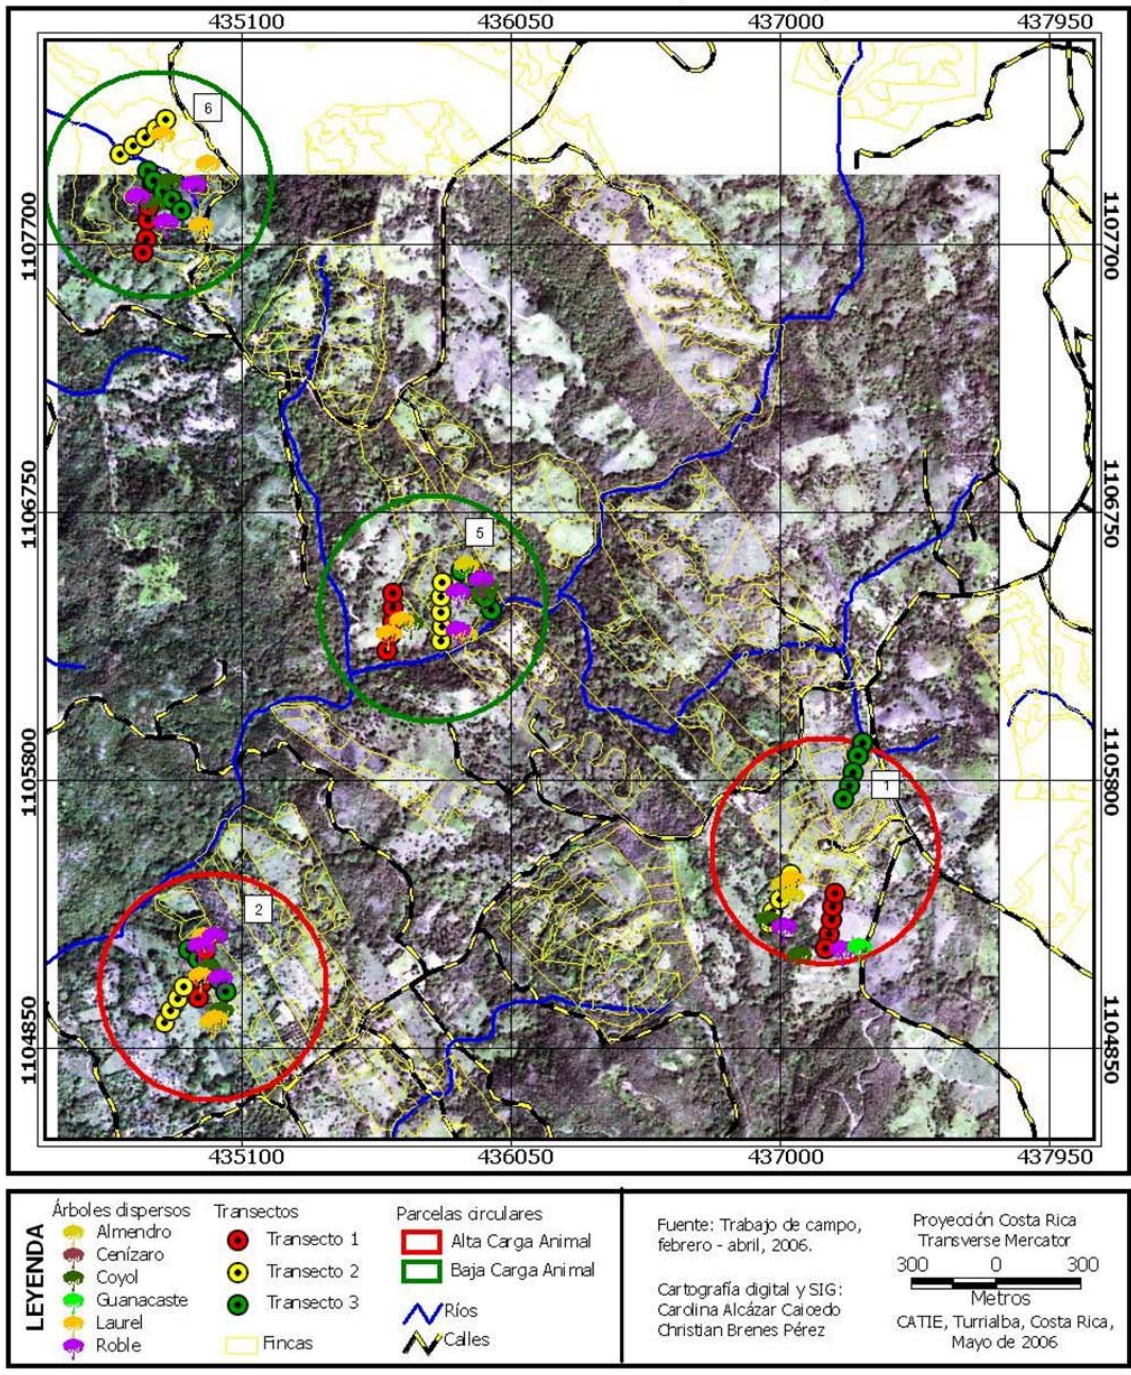 435100 436050 437000 437950
6
1107700 1107700
1106750 1106750
5
1105800 1105800
1
2
1104850 1104850
435100 436050 437000 437950
LEYENDA
Árboles dispersos
Almendro
Cenízaro
Coyol
Guanacaste
Laurel
Roble
Transectos
Transecto 1
Transecto 2
Transecto 3
Fincas
Parcelas circulares
Alta Carga Animal
Baja Carga Animal
Ríos
Calles
Fuente: Trabajo de campo,
febrero - abril, 2006.
Cartografía digital y SIG:
Carolina Alcázar Caicedo
Christian Brenes Pérez
Proyección Costa Rica
Transverse Mercator
300 0 300
Metros
CATIE, Turrialba, Costa Rica,
Mayo de 2006